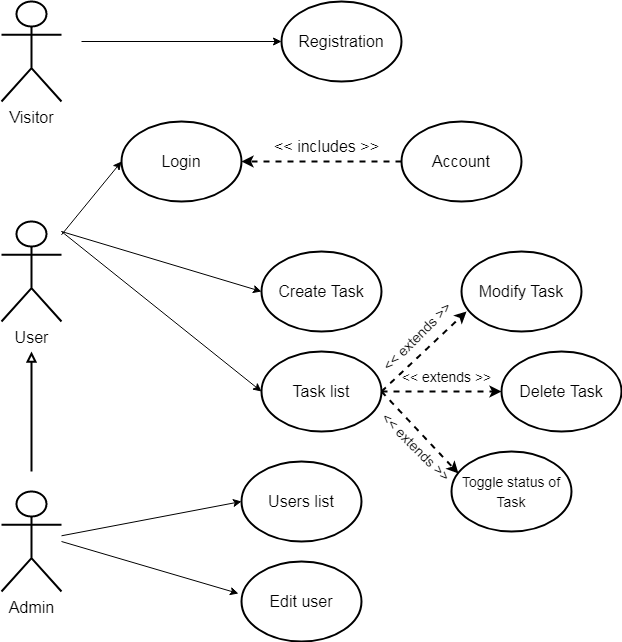 Registration
Visitor
Login
<< includes >>
Account
Create Task
Modify Task
<< extends >>
User
Task list
<< extends >>
Delete Task
<< extends >>
Toggle status of
Task
Users list
Admin
Edit user